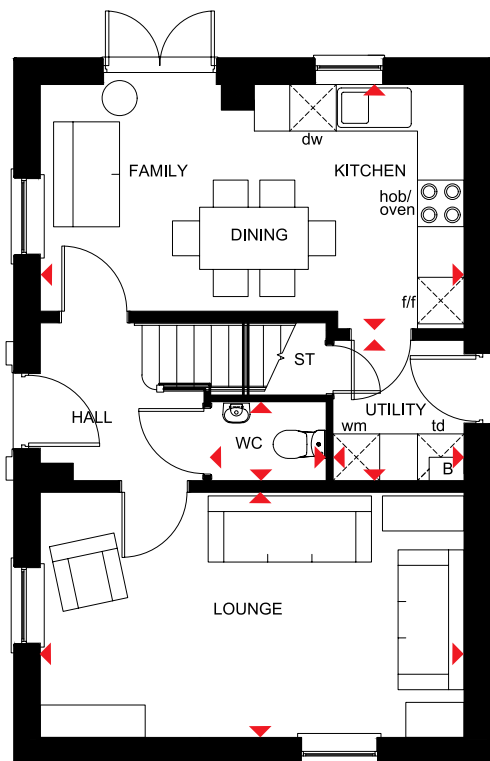 dw
FAMILY
KITCHEN
hob/
oven
DINING
f/f
ST
HALL
UTILITY
WC
wm
td
B
LOUNGE